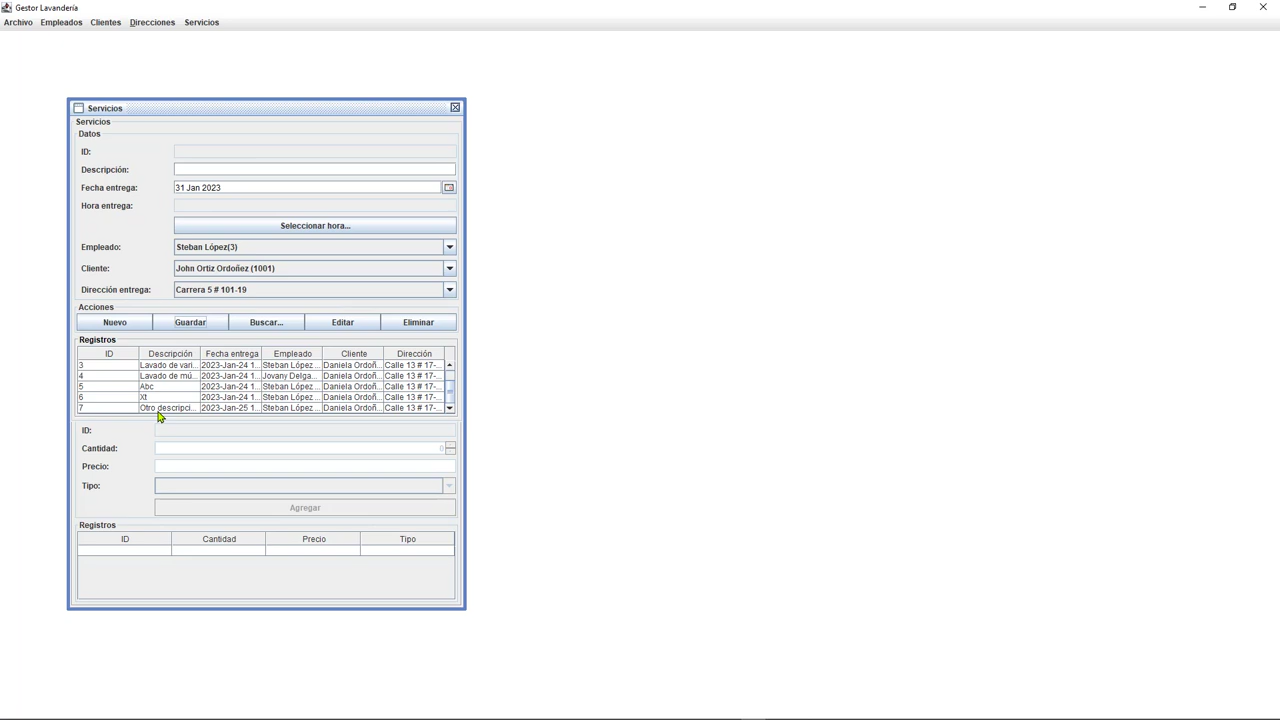 Gestor Lavandería
Archivo Empleados Clientes Direcciones Servicios
Servicios
Servicios
Datos
ID:
Descripción:
Fecha entrega: 31 Jan 2023
Hora entrega:
Seleccionar hora...
Empleado: Steban López(3)
Cliente: John Ortiz Ordoñez (1001)
Dirección entrega: Carrera 5 # 101-19
Acciones
Nuevo Guardar Buscar... Editar Eliminar
Registros
ID Descripción Fecha entrega Empleado Cliente Dirección
3 Lavado de vari... 2023-Jan-24 1... Steban López ... Daniela Ordoñ... Calle 13 # 17-...
4 Lavado de mú... 2023-Jan-24 1... Jovany Delga... Daniela Ordoñ... Calle 13 # 17-...
5 Abc 2023-Jan-24 1... Steban López ... Daniela Ordoñ... Calle 13 # 17-...
6 Xt 2023-Jan-24 1... Steban López ... Daniela Ordoñ... Calle 13 # 17-...
7 Otro descripci... 2023-Jan-25 1... Steban López ... Daniela Ordoñ... Calle 13 # 17-...
ID:
Cantidad: 0
Precio:
Tipo:
Agregar
Registros
ID Cantidad Precio Tipo